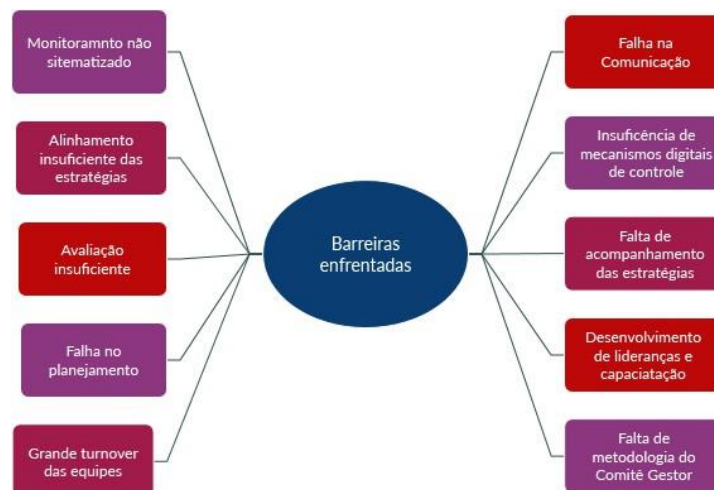 Monitoramnto não
sitematizado
Alinhamento
insuficiente das
estratégias
Avaliação
insuficiente
Falha no
planejamento
Grande turnover
das equipes
Barreiras
enfrentadas
Falha na
Comunicação
Insuficência de
mecanismos digitais
de controle
Falta de
acompanhamento
das estratégias
Desenvolvimento
de lideranças e
capaciatação
Falta de
metodologia do
Comitê Gestor